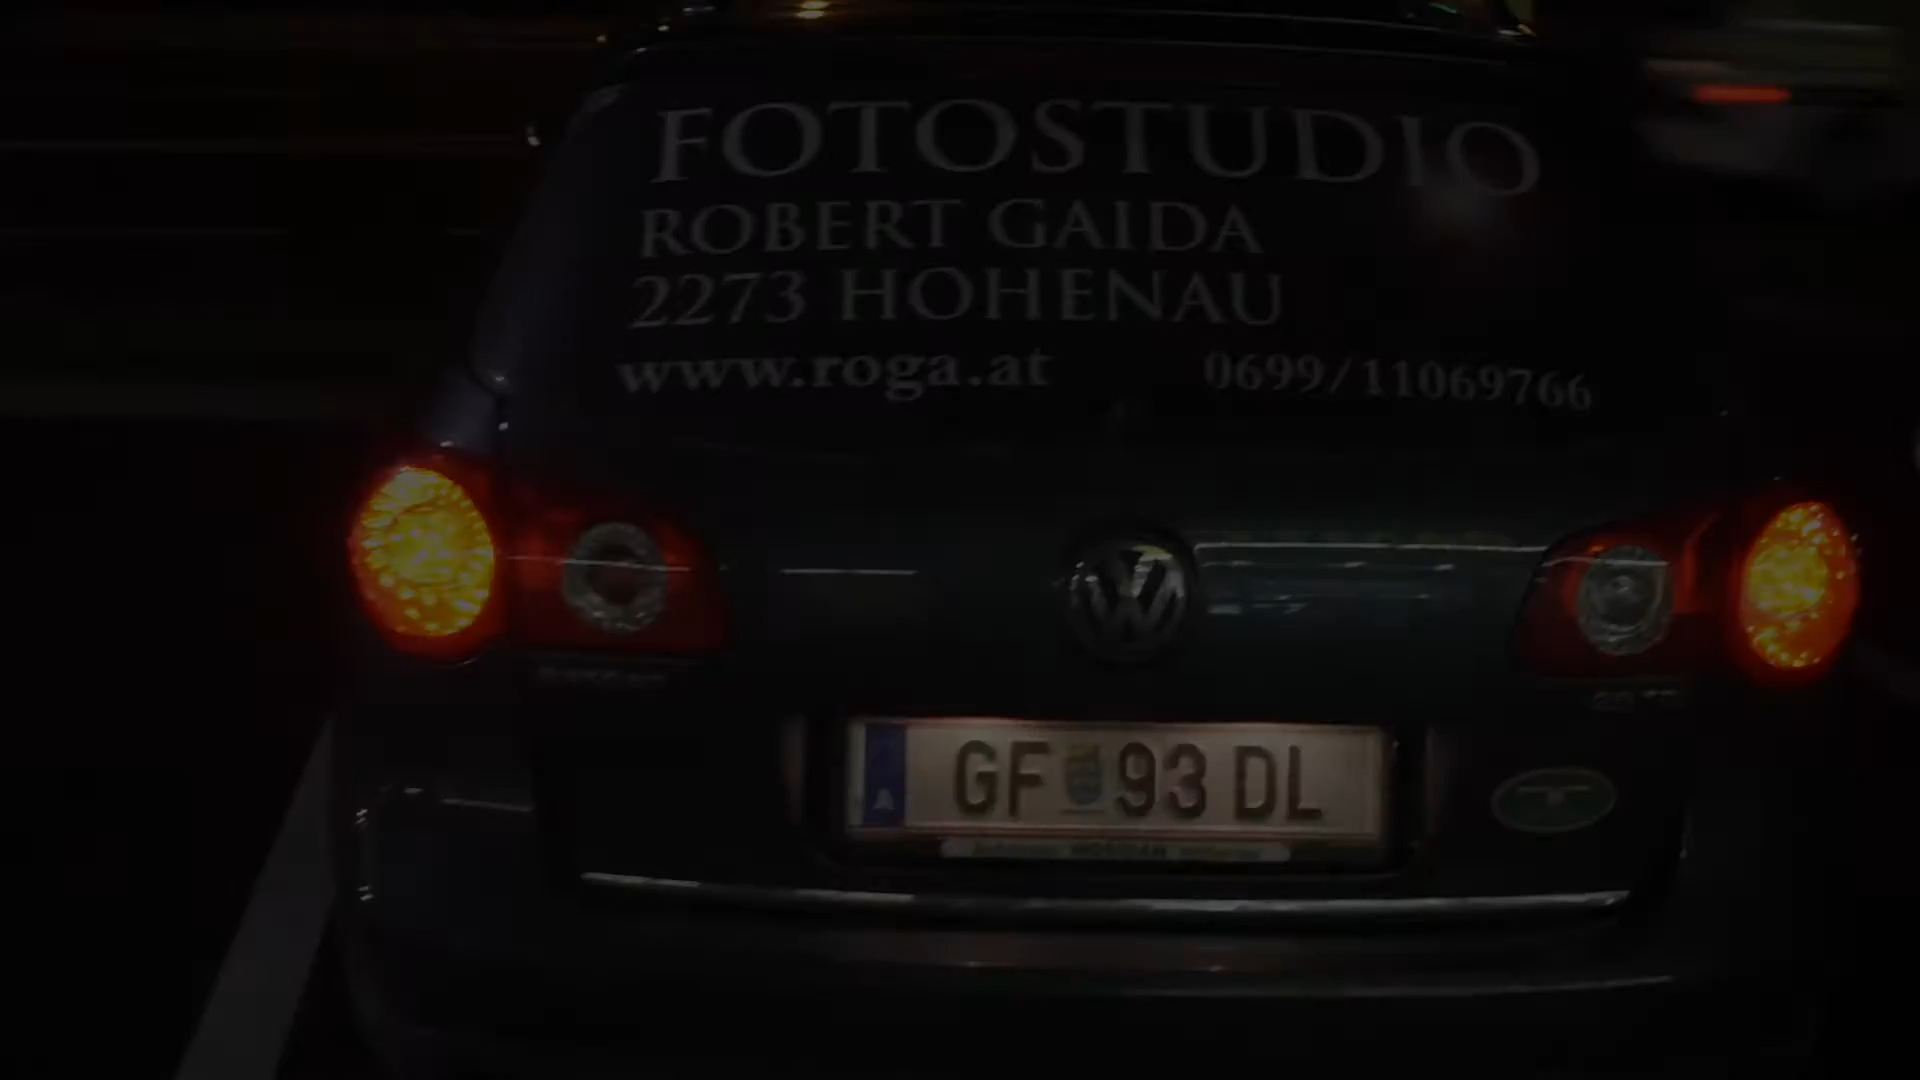 FOTOSTUDIO
ROBERT GAIDA
2273 HOHENAU
www.roga.at 0699/11069766
GF 93 DL
A